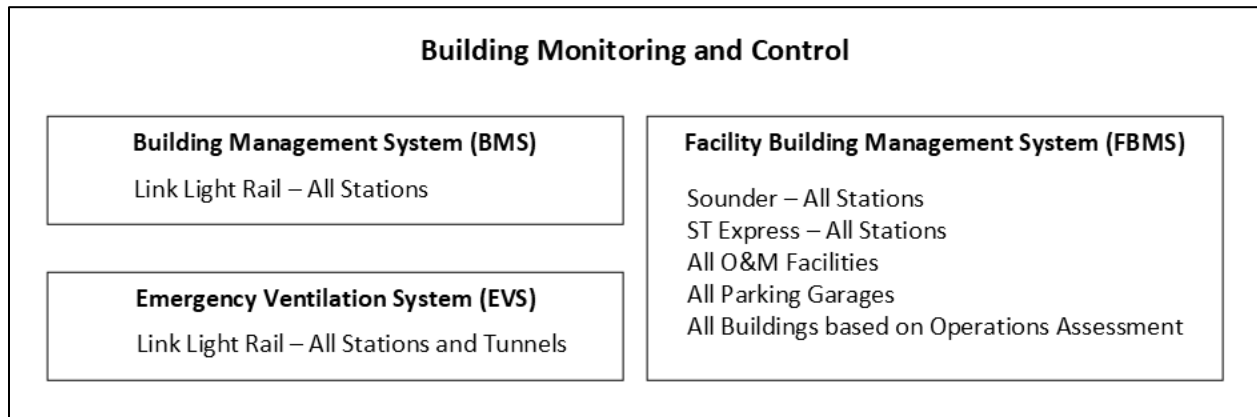 Building Monitoring and Control
Building Management System (BMS)
Link Light Rail – All Stations
Emergency Ventilation System (EVS)
Link Light Rail – All Stations and Tunnels
Facility Building Management System (FBMS)
Sounder – All Stations
ST Express – All Stations
All O&M Facilities
All Parking Garages
All Buildings based on Operations Assessment